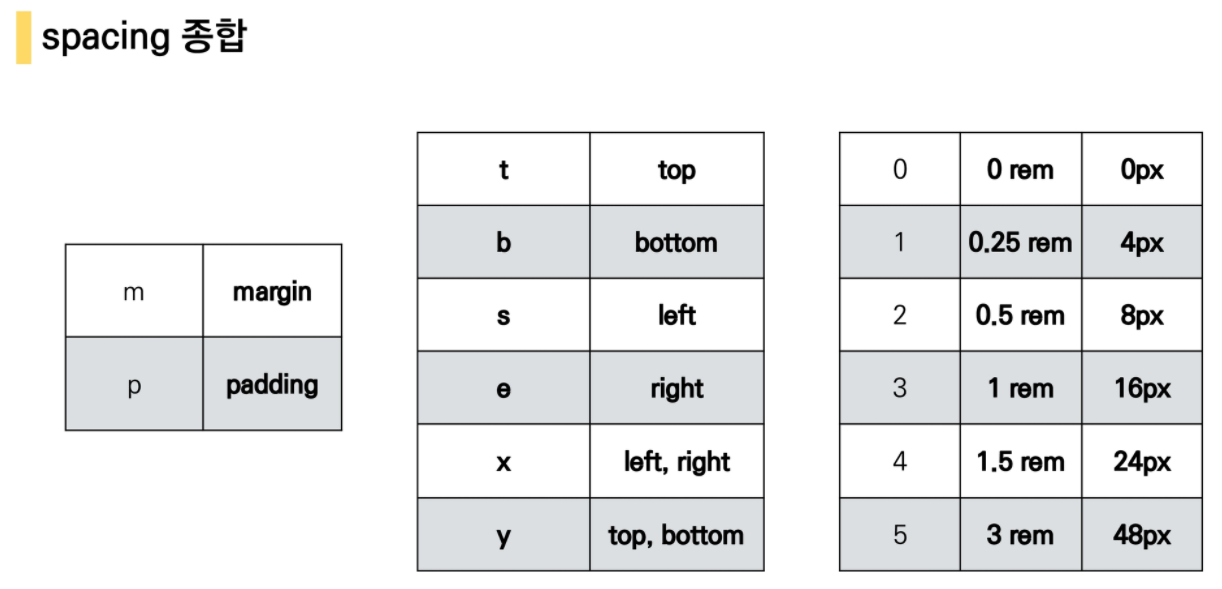 spacing 종합
m margin
p padding
t top
b bottom
s left
e right
x left, right
y top, bottom
0 0 rem 0px
1 0.25 rem 4px
2 0.5 rem 8px
3 1 rem 16px
4 1.5 rem 24px
5 3 rem 48px